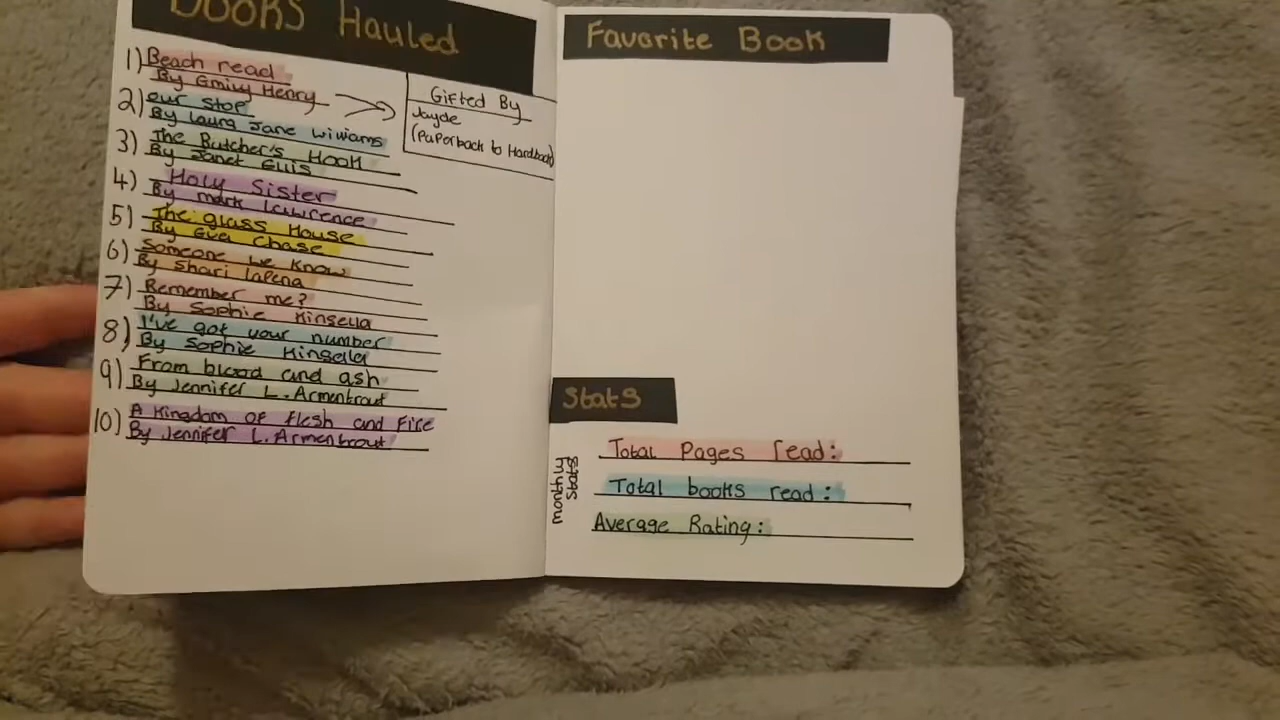 Books Hauled
1) Beach read
By Emily Henry
Gifted By
Jayde
(Paperback to Hardback)
2) our stop
By Laura Jane Williams
3) The Butcher's Hook
By Janet Ellis
4) Holy Sister
By mark lawrence
5) The glass House
By Eve Chase
6) Someone we know
By Shari lapena
7) Remember me?
By Sophie Kinsella
8) I've got your number
By Sophie Kinsella
9) From blood and ash
By Jennifer L. Armentrout
10) A Kingdom of flesh and Fire
By Jennifer L. Armentrout
Favorite Book
Stats
monthly
stats
Total Pages read:
Total books read:
Average Rating: